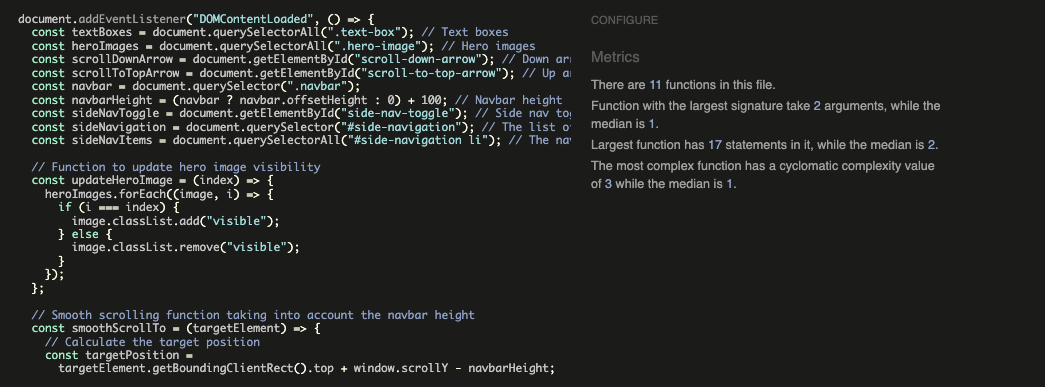 document.addEventListener("DOMContentLoaded", () => {
const textBoxes = document.querySelectorAll(".text-box"); // Text boxes
const heroImages = document.querySelectorAll(".hero-image"); // Hero images
const scrollDownArrow = document.getElementById("scroll-down-arrow"); // Down
const scrollToTopArrow = document.getElementById("scroll-to-top-arrow"); // Up
const navbar = document.querySelector(".navbar");
const navbarHeight = (navbar ? navbar.offsetHeight : 0) + 100; // Navbar height
const sideNavToggle = document.getElementById("side-nav-toggle"); // Side nav
const sideNavigation = document.querySelector("#side-navigation"); // The list
const sideNavItems = document.querySelectorAll("#side-navigation li"); // The
// Function to update hero image visibility
const updateHeroImage = (index) => {
heroImages.forEach((image, i) => {
if (i === index) {
image.classList.add("visible");
} else {
image.classList.remove("visible");
}
});
};
// Smooth scrolling function taking into account the navbar height
const smoothScrollTo = (targetElement) => {
// Calculate the target position
const targetPosition =
targetElement.getBoundingClientRect().top + window.scrollY - navbarHeight;
CONFIGURE
Metrics
There are 11 functions in this file.
Function with the largest signature take 2 arguments, while the
median is 1.
Largest function has 17 statements in it, while the median is 2.
The most complex function has a cyclomatic complexity value
of 3 while the median is 1.